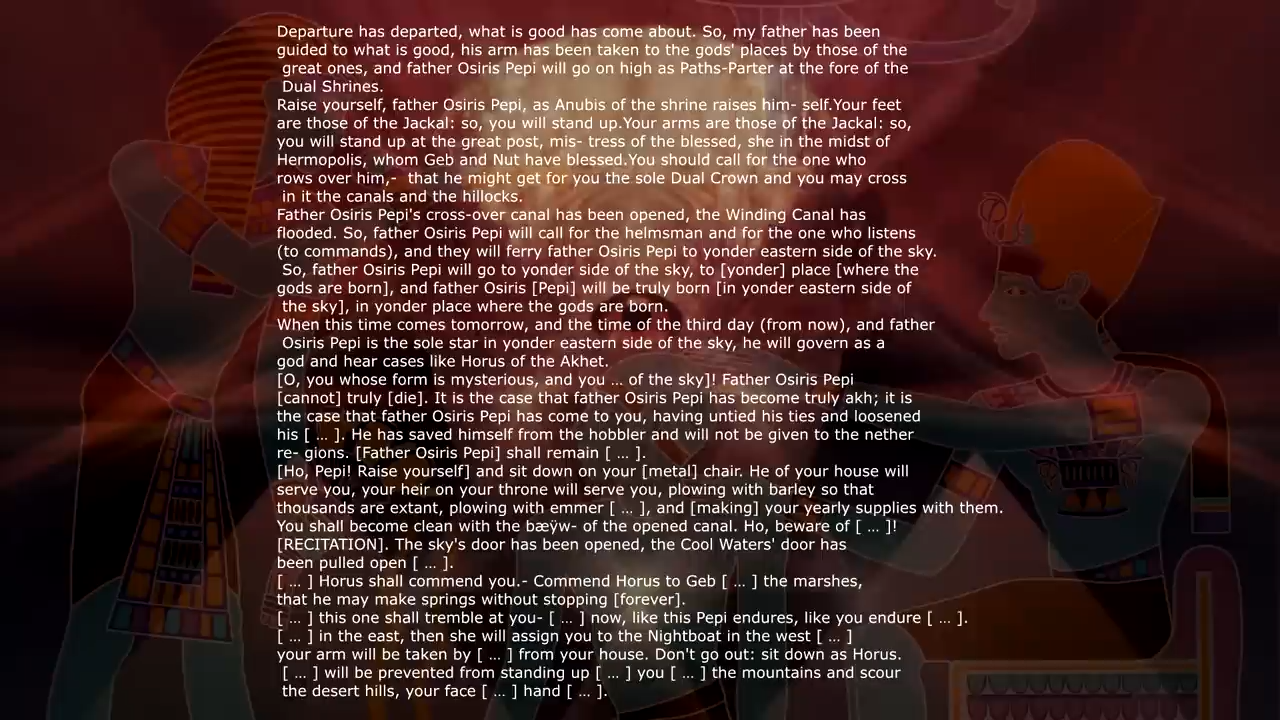 Departure has departed, what is good has come about. So, my father has been
guided to what is good, his arm has been taken to the gods' places by those of the
great ones, and father Osiris Pepi will go on high as Paths-Parter at the fore of the
Dual Shrines.
Raise yourself, father Osiris Pepi, as Anubis of the shrine raises him- self.Your feet
are those of the Jackal: so, you will stand up.Your arms are those of the Jackal: so,
you will stand up at the great post, mis- tress of the blessed, she in the midst of
Hermopolis, whom Geb and Nut have blessed.You should call for the one who
rows over him,-  that he might get for you the sole Dual Crown and you may cross
in it the canals and the hillocks.
Father Osiris Pepi's cross-over canal has been opened, the Winding Canal has
flooded. So, father Osiris Pepi will call for the helmsman and for the one who listens
(to commands), and they will ferry father Osiris Pepi to yonder eastern side of the sky.
So, father Osiris Pepi will go to yonder side of the sky, to [yonder] place [where the
gods are born], and father Osiris [Pepi] will be truly born [in yonder eastern side of
the sky], in yonder place where the gods are born.
When this time comes tomorrow, and the time of the third day (from now), and father
Osiris Pepi is the sole star in yonder eastern side of the sky, he will govern as a
god and hear cases like Horus of the Akhet.
[O, you whose form is mysterious, and you … of the sky]! Father Osiris Pepi
[cannot] truly [die]. It is the case that father Osiris Pepi has become truly akh; it is
the case that father Osiris Pepi has come to you, having untied his ties and loosened
his [ … ]. He has saved himself from the hobbler and will not be given to the nether
re- gions. [Father Osiris Pepi] shall remain [ … ].
[Ho, Pepi! Raise yourself] and sit down on your [metal] chair. He of your house will
serve you, your heir on your throne will serve you, plowing with barley so that
thousands are extant, plowing with emmer [ … ], and [making] your yearly supplies with them.
You shall become clean with the bæÿw- of the opened canal. Ho, beware of [ … ]!
[RECITATION]. The sky's door has been opened, the Cool Waters' door has
been pulled open [ … ].
[ … ] Horus shall commend you.- Commend Horus to Geb [ … ] the marshes,
that he may make springs without stopping [forever].
[ … ] this one shall tremble at you- [ … ] now, like this Pepi endures, like you endure [ … ].
[ … ] in the east, then she will assign you to the Nightboat in the west [ … ]
your arm will be taken by [ … ] from your house. Don't go out: sit down as Horus.
[ … ] will be prevented from standing up [ … ] you [ … ] the mountains and scour
the desert hills, your face [ … ] hand [ … ].